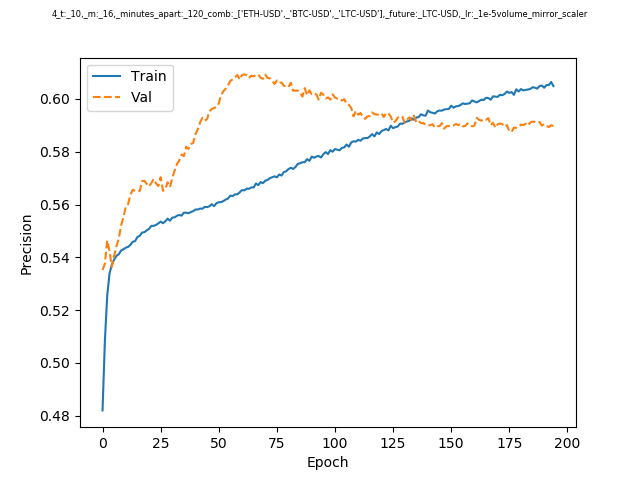 4_t:_10,_m:_16,_minutes_apart:_120_comb:_['ETH-USD',_'BTC-USD',_'LTC-USD'],_future:_LTC-USD,_lr:_1e-5volume_mirror_scaler
Train
Val
0.60
0.58
0.56
0.54
0.52
0.50
0.48
Precision
0 25 50 75 100 125 150 175 200
Epoch